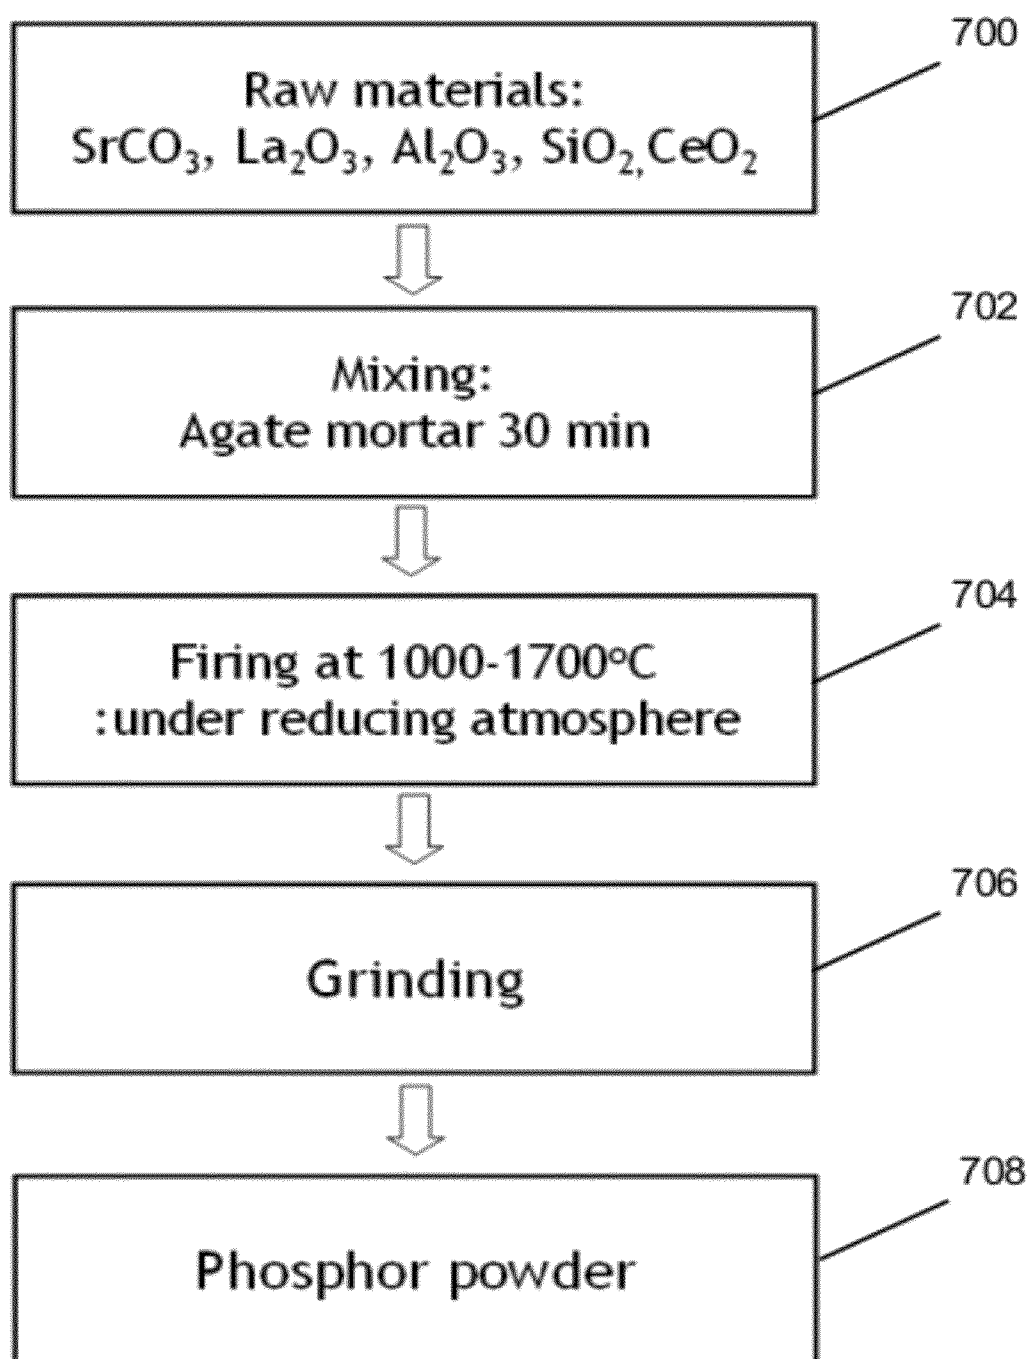 700
Raw materials:
SrCO₃, La₂O₃, Al₂O₃, SiO₂,CeO₂
702
Mixing:
Agate mortar 30 min
704
Firing at 1000-1700°C
:under reducing atmosphere
706
Grinding
708
Phosphor powder